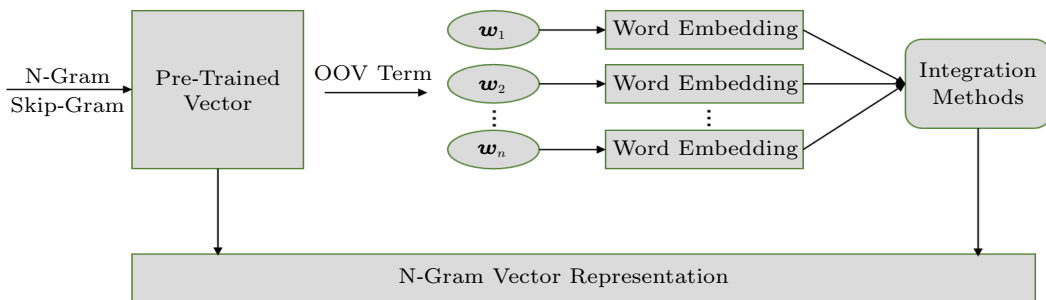 N-Gram
Skip-Gram
Pre-Trained
Vector
OOV Term
w1
Word Embedding
w2
Word Embedding
wn
Word Embedding
Integration
Methods
N-Gram Vector Representation